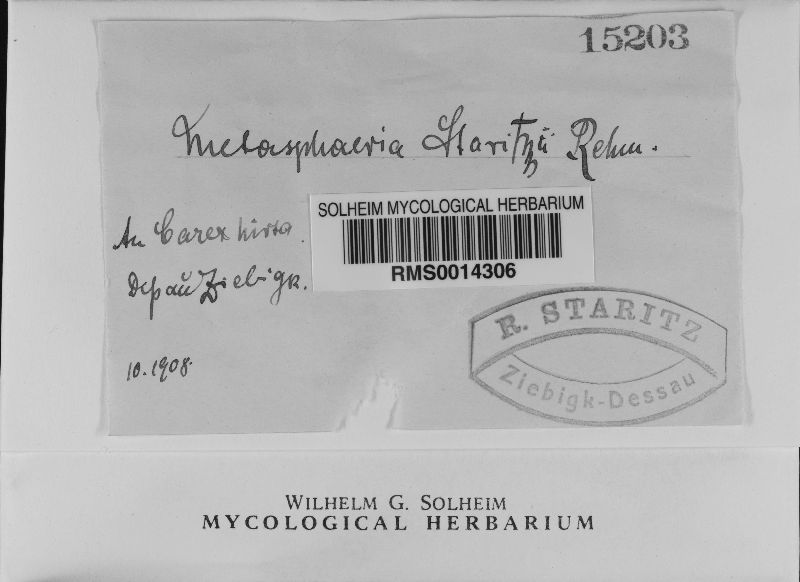 15203
Metasphaeria Staritzii Rehm.
SOLHEIM MYCOLOGICAL HERBARIUM
RMS0014306
An Carex hirta.
Dessau Ziebigk.
10.1908.
R. STARITZ
Ziebigk-Dessau
WILHELM G. SOLHEIM
MYCOLOGICAL HERBARIUM